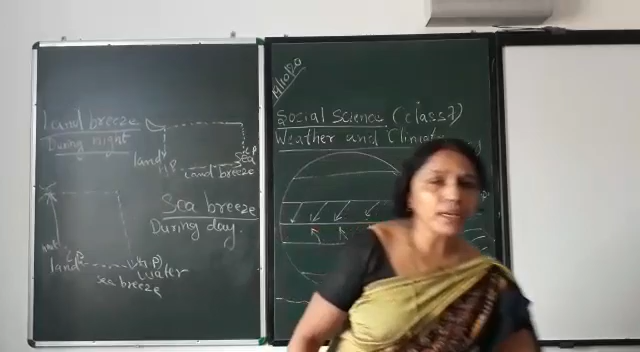 Land breeze
During night
land
sea
Land breeze
Sea breeze
During day.
land
water
sea breeze
Social Science (class 7)
Weather and Climate